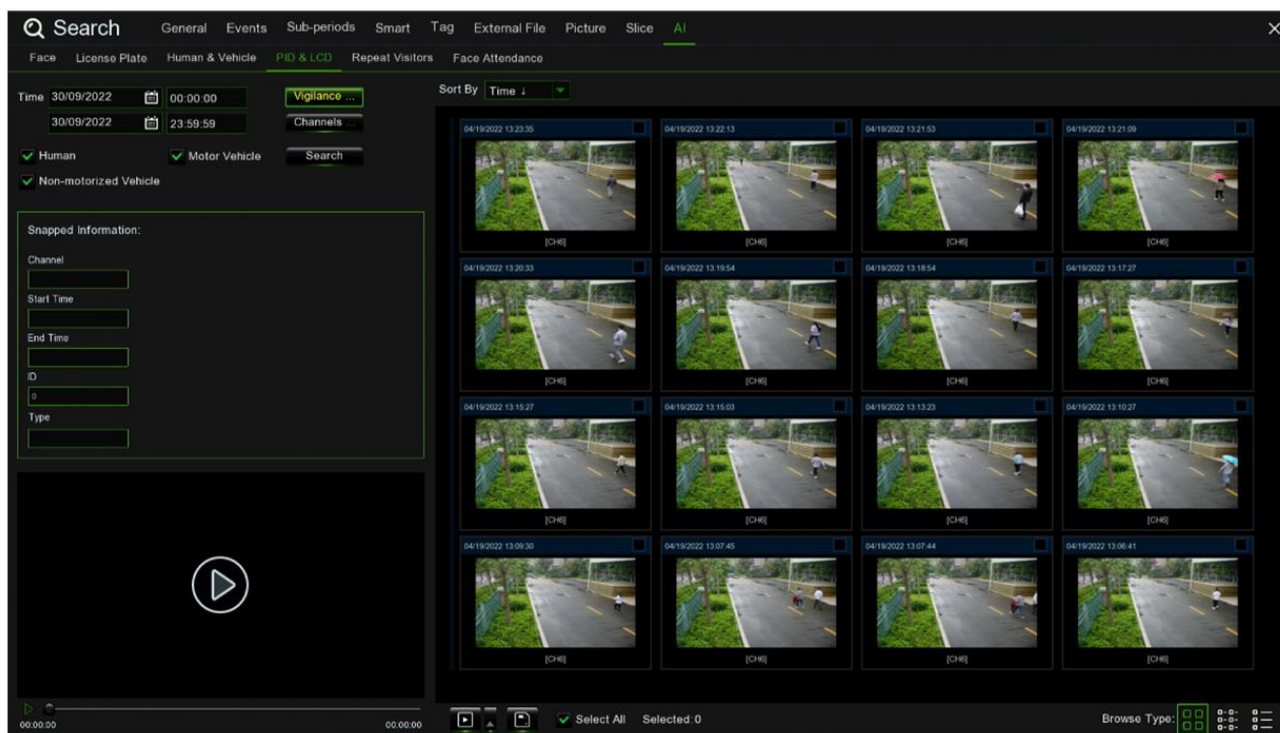 Search General Events Sub-periods Smart Tag External File Picture Slice AI
Face License Plate Human & Vehicle PID & LCD Repeat Visitors Face Attendance
Time 30/09/2022 00:00:00 Vigilance ...
30/09/2022 23:59:59 Channels ...
Human Motor Vehicle Search
Non-motorized Vehicle
Snapped Information:
Channel
Start Time
End Time
ID
0
Type
00:00:00 00:00:00
Sort By Time ↓
04/19/2022 13:23:35 04/19/2022 13:22:13 04/19/2022 13:21:53 04/19/2022 13:21:09
[CH6] [CH6] [CH6] [CH6]
04/19/2022 13:20:33 04/19/2022 13:19:54 04/19/2022 13:18:54 04/19/2022 13:17:27
[CH6] [CH6] [CH6] [CH6]
04/19/2022 13:15:27 04/19/2022 13:15:03 04/19/2022 13:13:23 04/19/2022 13:10:27
[CH6] [CH6] [CH6] [CH6]
04/19/2022 13:09:30 04/19/2022 13:07:45 04/19/2022 13:07:44 04/19/2022 13:06:41
[CH6] [CH6] [CH6] [CH6]
Select All Selected:0 Browse Type: